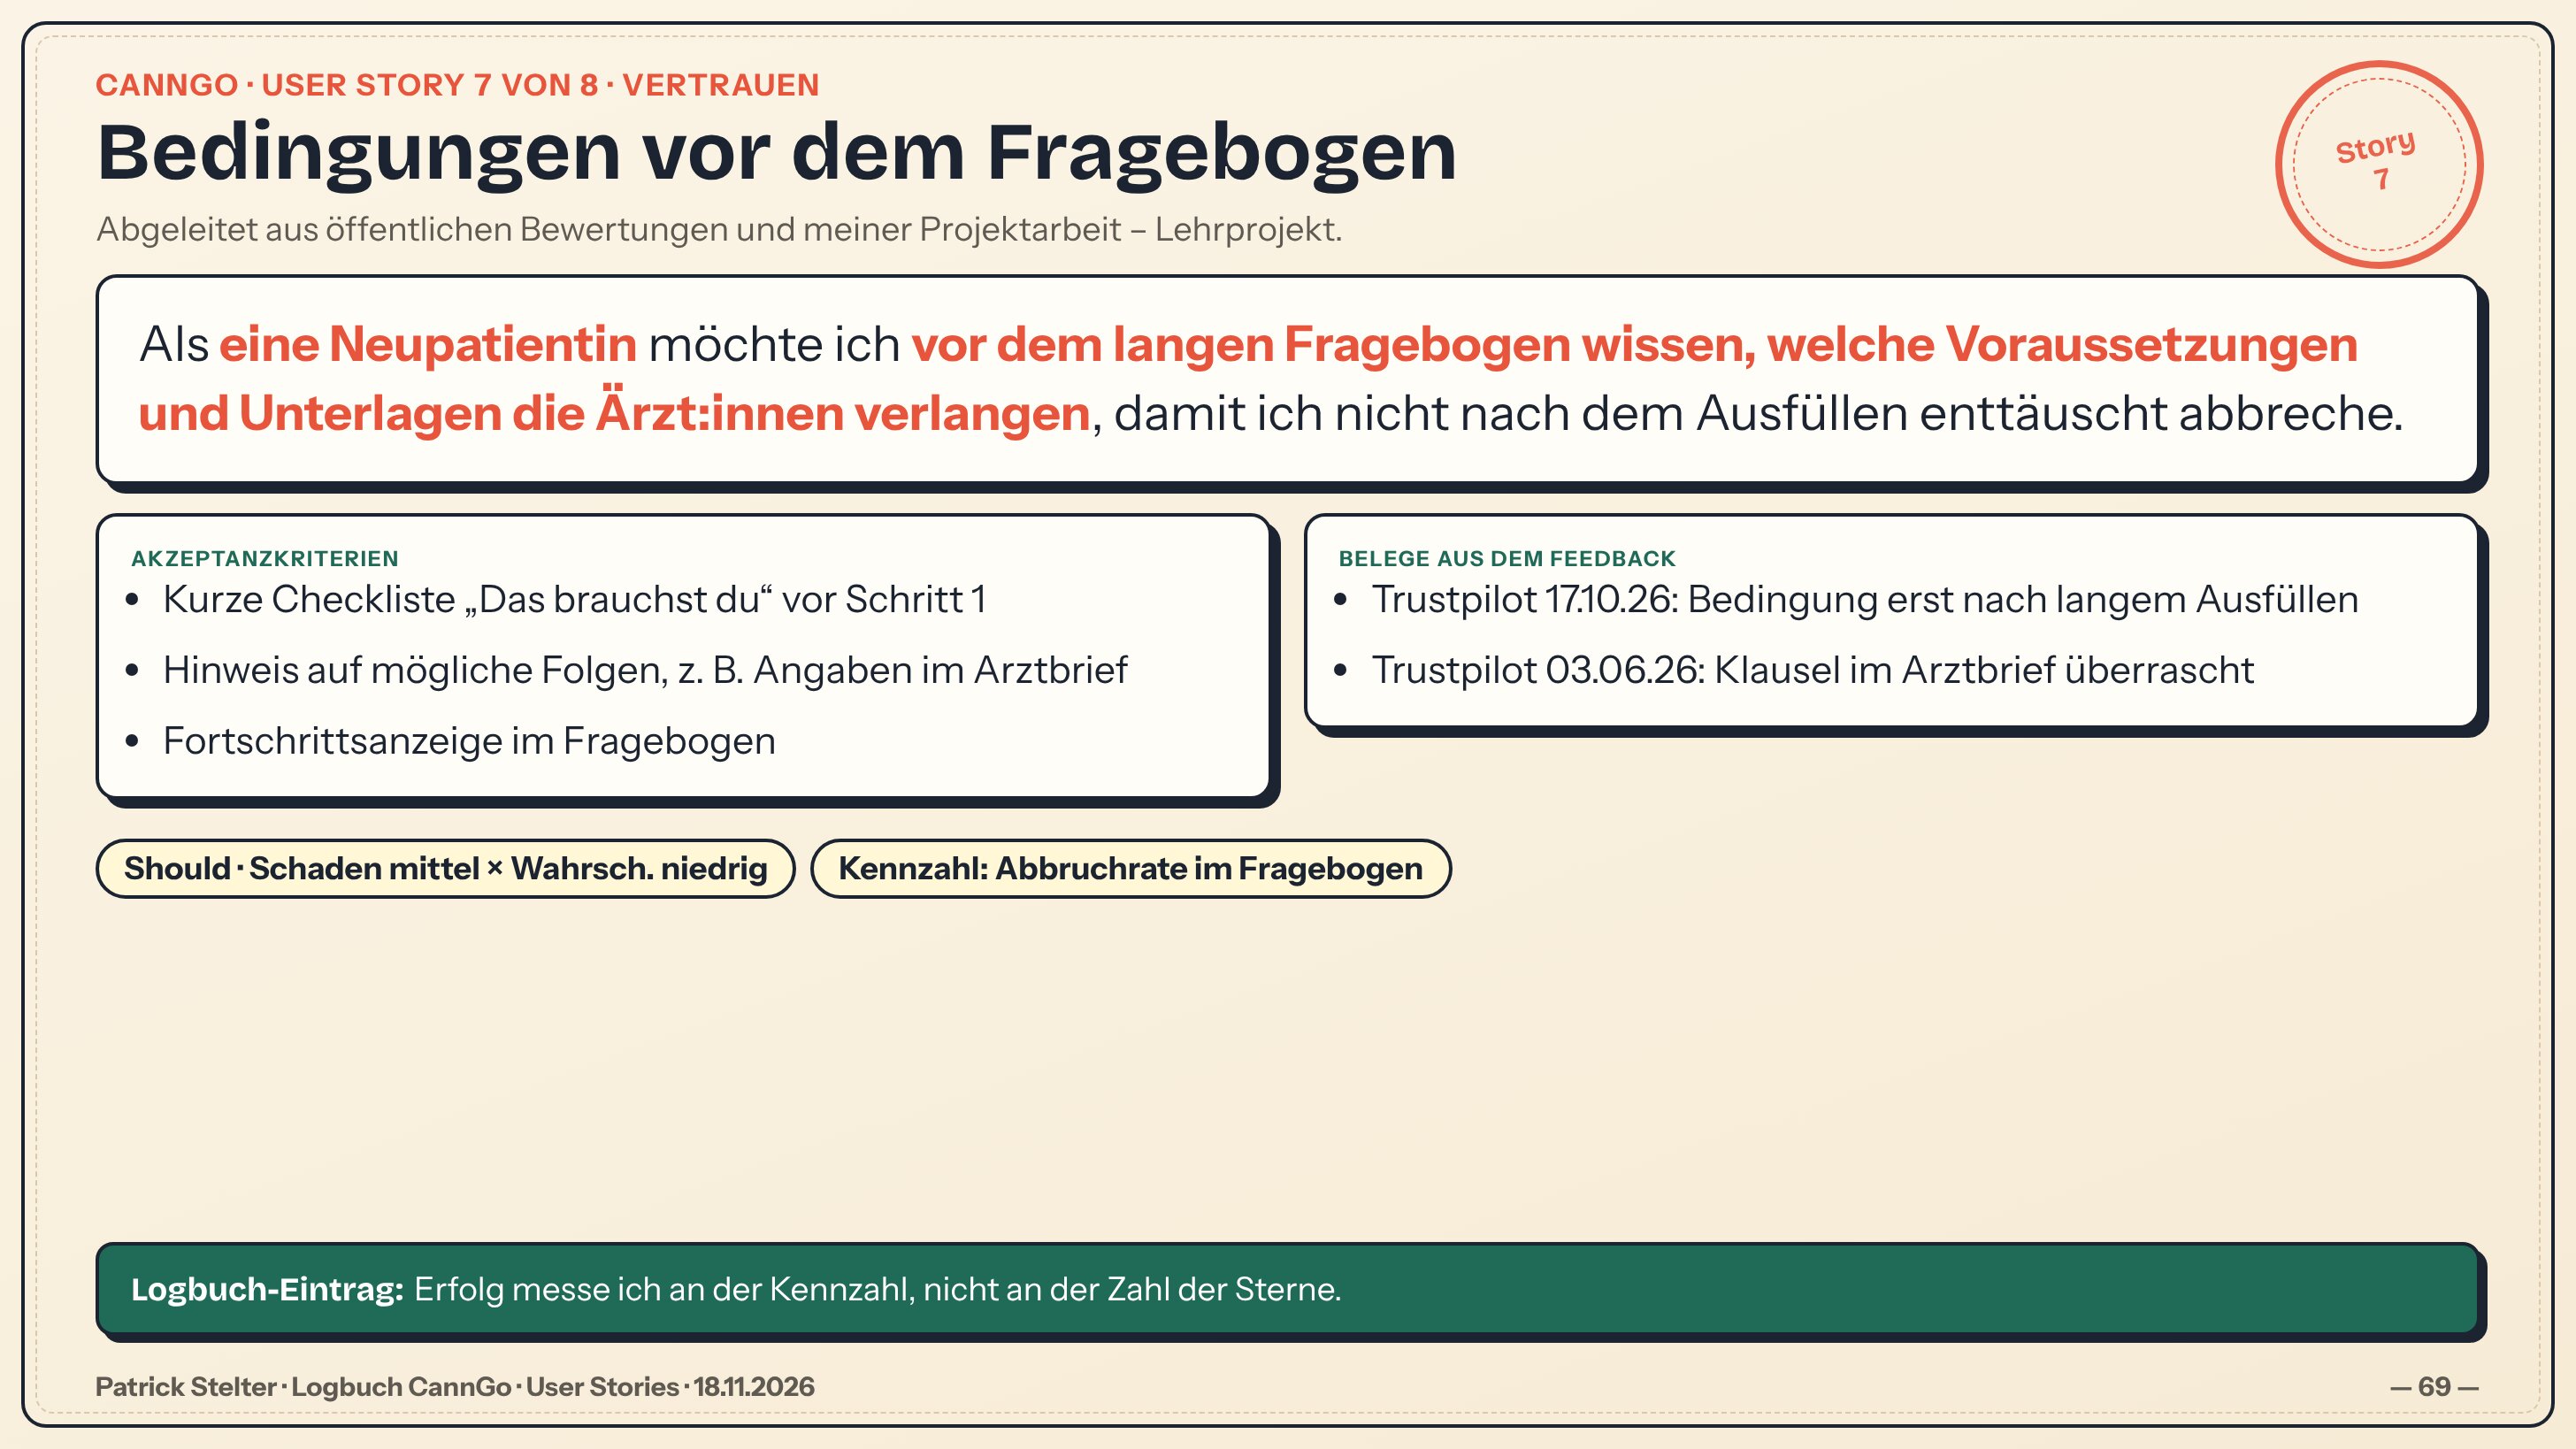 CANNGO · USER STORY 7 VON 8 · VERTRAUEN
Bedingungen vor dem Fragebogen
Abgeleitet aus öffentlichen Bewertungen und meiner Projektarbeit – Lehrprojekt.
Story
7
Als eine Neupatientin möchte ich vor dem langen Fragebogen wissen, welche Voraussetzungen
und Unterlagen die Ärzt:innen verlangen, damit ich nicht nach dem Ausfüllen enttäuscht abbreche.
AKZEPTANZKRITERIEN
• Kurze Checkliste „Das brauchst du“ vor Schritt 1
• Hinweis auf mögliche Folgen, z. B. Angaben im Arztbrief
• Fortschrittsanzeige im Fragebogen
BELEGE AUS DEM FEEDBACK
• Trustpilot 17.10.26: Bedingung erst nach langem Ausfüllen
• Trustpilot 03.06.26: Klausel im Arztbrief überrascht
Should · Schaden mittel × Wahrsch. niedrig
Kennzahl: Abbruchrate im Fragebogen
Logbuch-Eintrag: Erfolg messe ich an der Kennzahl, nicht an der Zahl der Sterne.
Patrick Stelter · Logbuch CannGo · User Stories · 18.11.2026
— 69 —